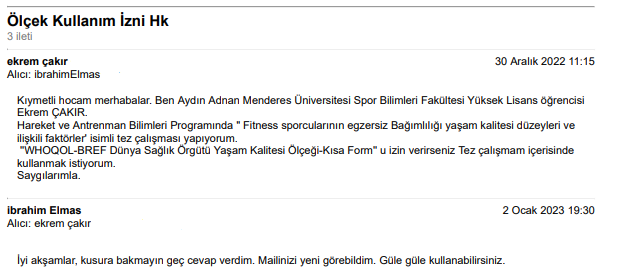 Ölçek Kullanım İzni Hk
3 ileti
ekrem çakır 30 Aralık 2022 11:15
Alıcı: ibrahimElmas
Kıymetli hocam merhabalar. Ben Aydın Adnan Menderes Üniversitesi Spor Bilimleri Fakültesi Yüksek Lisans öğrencisi
Ekrem ÇAKIR.
Hareket ve Antrenman Bilimleri Programında " Fitness sporcularının egzersiz Bağımlılığı yaşam kalitesi düzeyleri ve
ilişkili faktörler' isimli tez çalışması yapıyorum.
"WHOQOL-BREF Dünya Sağlık Örgütü Yaşam Kalitesi Ölçeği-Kısa Form" u izin verirseniz Tez çalışmam içerisinde
kullanmak istiyorum.
Saygılarımla.
ibrahim Elmas 2 Ocak 2023 19:30
Alıcı: ekrem çakır
İyi akşamlar, kusura bakmayın geç cevap verdim. Mailinizi yeni görebildim. Güle güle kullanabilirsiniz.